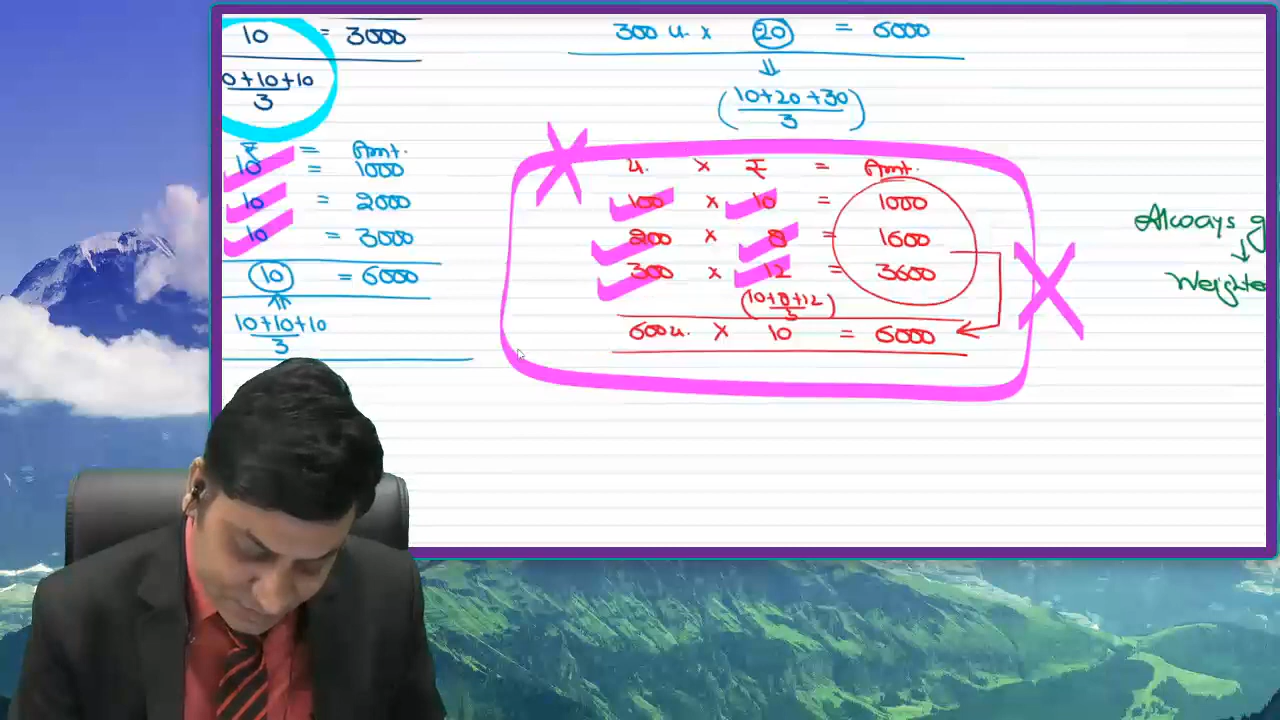 10 = 3000
0+10+10
3
₹ = Amt.
10 = 1000
10 = 2000
10 = 3000
10 = 6000
10+10+10
3
300 u. × 20 = 6000
(10+20+30)
3
u. × ₹ = Amt.
100 × 10 = 1000
200 × 8 = 1600
300 × 12 = 3600
(10+8+12)
3
600u. × 10 = 6000
Always g
Weighte